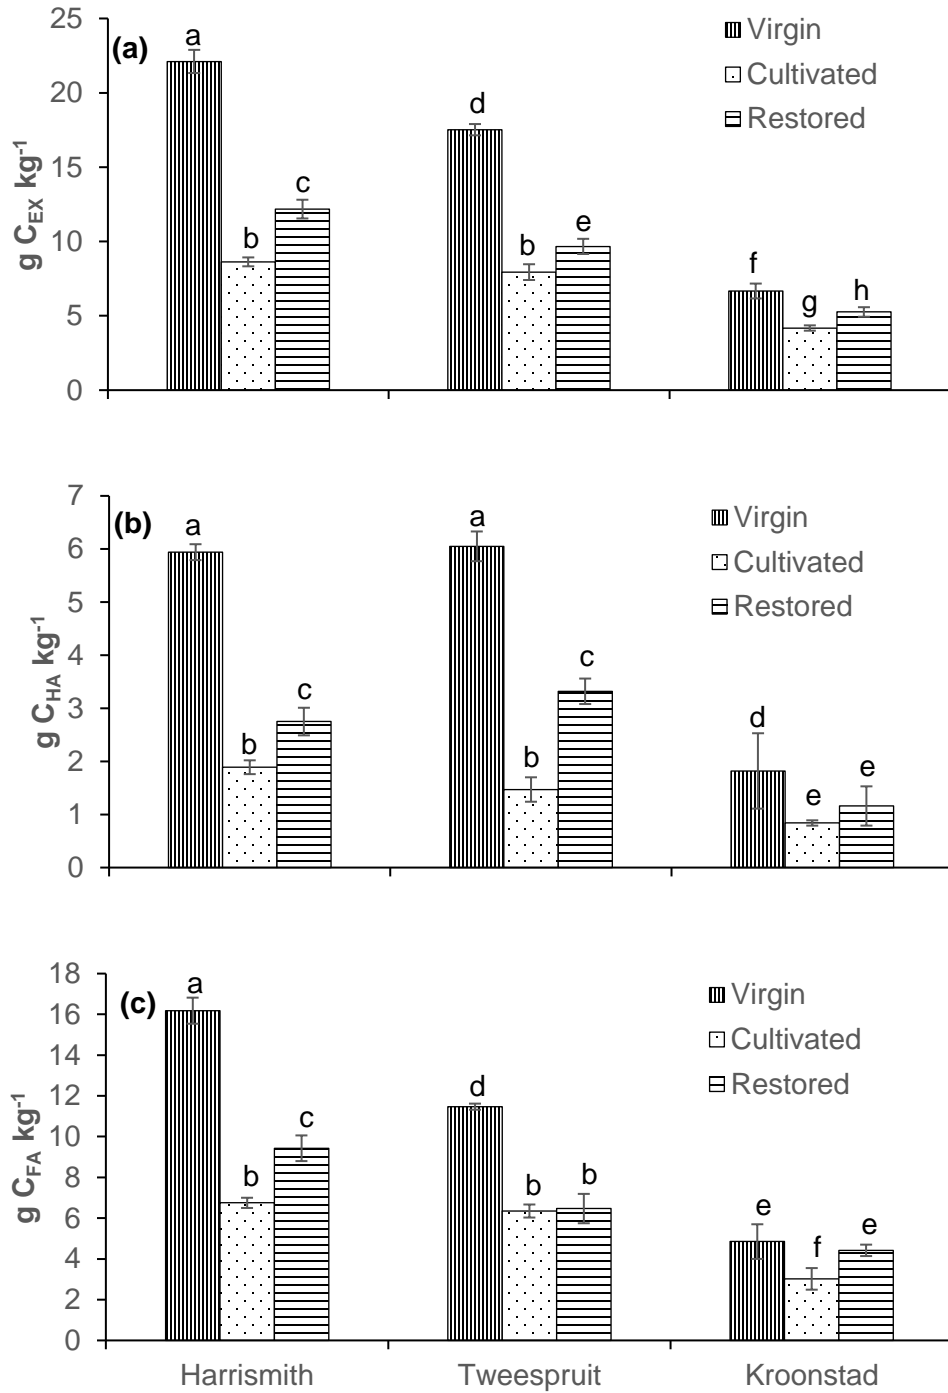 25
20
15
10
5
0
g C_EX kg⁻¹
(a)
a
b
c
d
b
e
f
g
h
Virgin
Cultivated
Restored
7
6
5
4
3
2
1
0
g C_HA kg⁻¹
(b)
a
b
c
a
b
c
d
e
e
Virgin
Cultivated
Restored
18
16
14
12
10
8
6
4
2
0
g C_FA kg⁻¹
(c)
a
b
c
d
b
b
e
f
e
Virgin
Cultivated
Restored
Harrismith
Tweespruit
Kroonstad